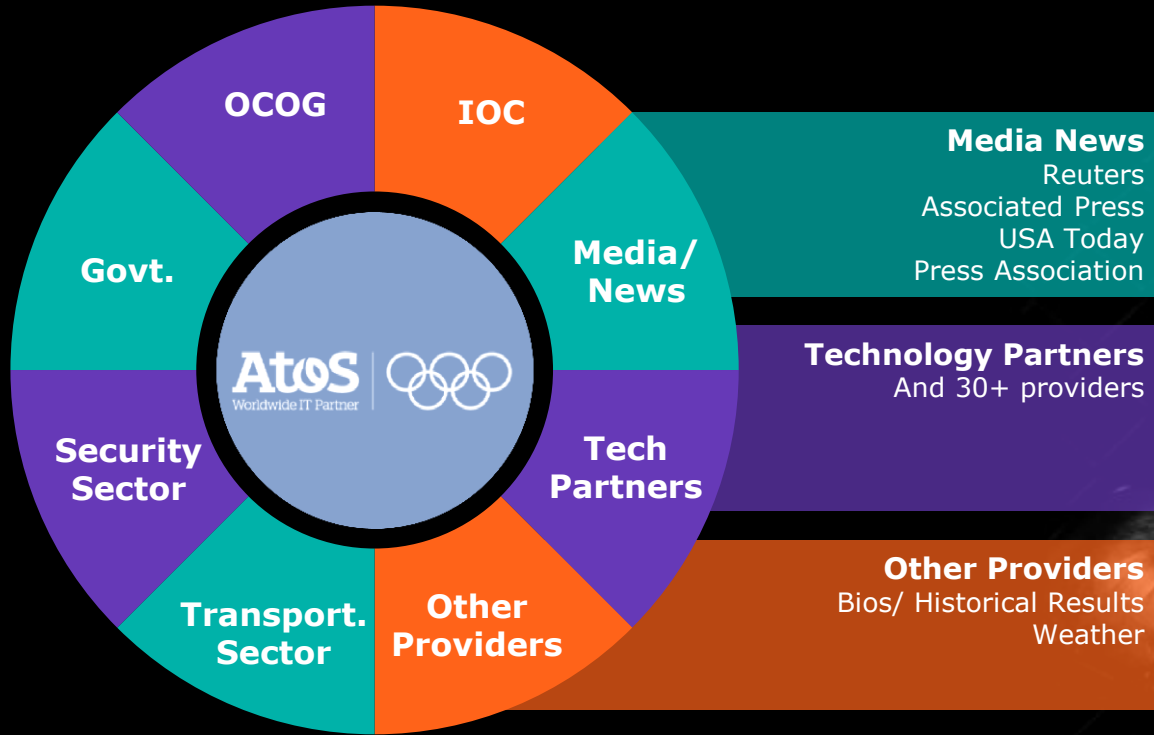 OCOG
IOC
Media/
News
Tech
Partners
Other
Providers
Transport.
Sector
Security
Sector
Govt.
Atos
Worldwide IT Partner
Media News
Reuters
Associated Press
USA Today
Press Association
Technology Partners
And 30+ providers
Other Providers
Bios/ Historical Results
Weather